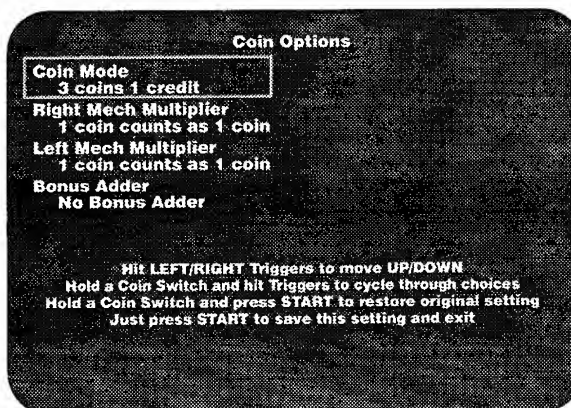 Coin Options
Coin Mode
3 coins 1 credit
Right Mech Multiplier
1 coin counts as 1 coin
Left Mech Multiplier
1 coin counts as 1 coin
Bonus Adder
No Bonus Adder
Hit LEFT/RIGHT Triggers to move UP/DOWN
Hold a Coin Switch and hit Triggers to cycle through choices
Hold a Coin Switch and press START to restore original setting
Just press START to save this setting and exit